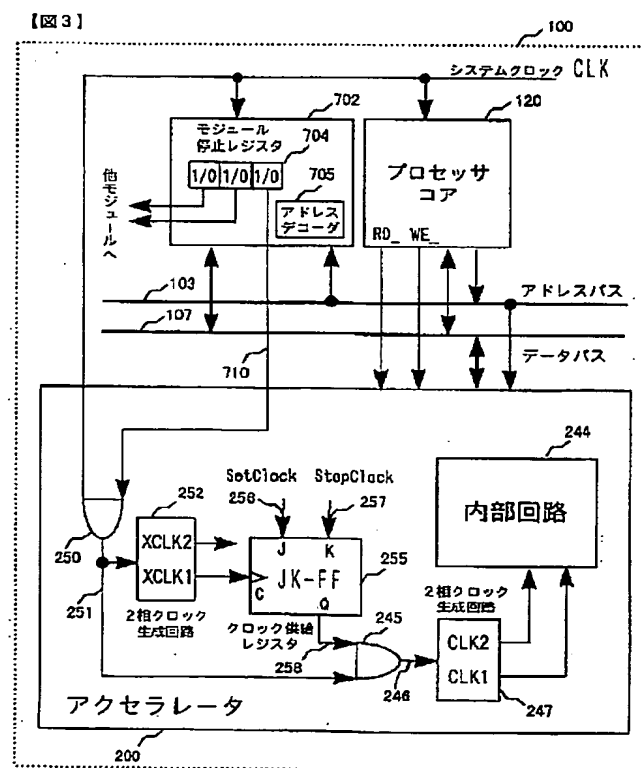 【図3】
100
システムクロック CLK
702
120
モジュール
停止レジスタ
704
1/0 1/0 1/0
705
アドレス
デコーダ
プロセッサ
コア
RD_ WE_
他モジュールへ
103
アドレスバス
107
データバス
710
244
内部回路
SetClock
StopClock
256
257
252
XCLK2
XCLK1
250
251
J
K
C
JK-FF
Q
255
2相クロック
生成回路
クロック供給
レジスタ
258
245
246
2相クロック
生成回路
CLK2
CLK1
247
アクセラレータ
200